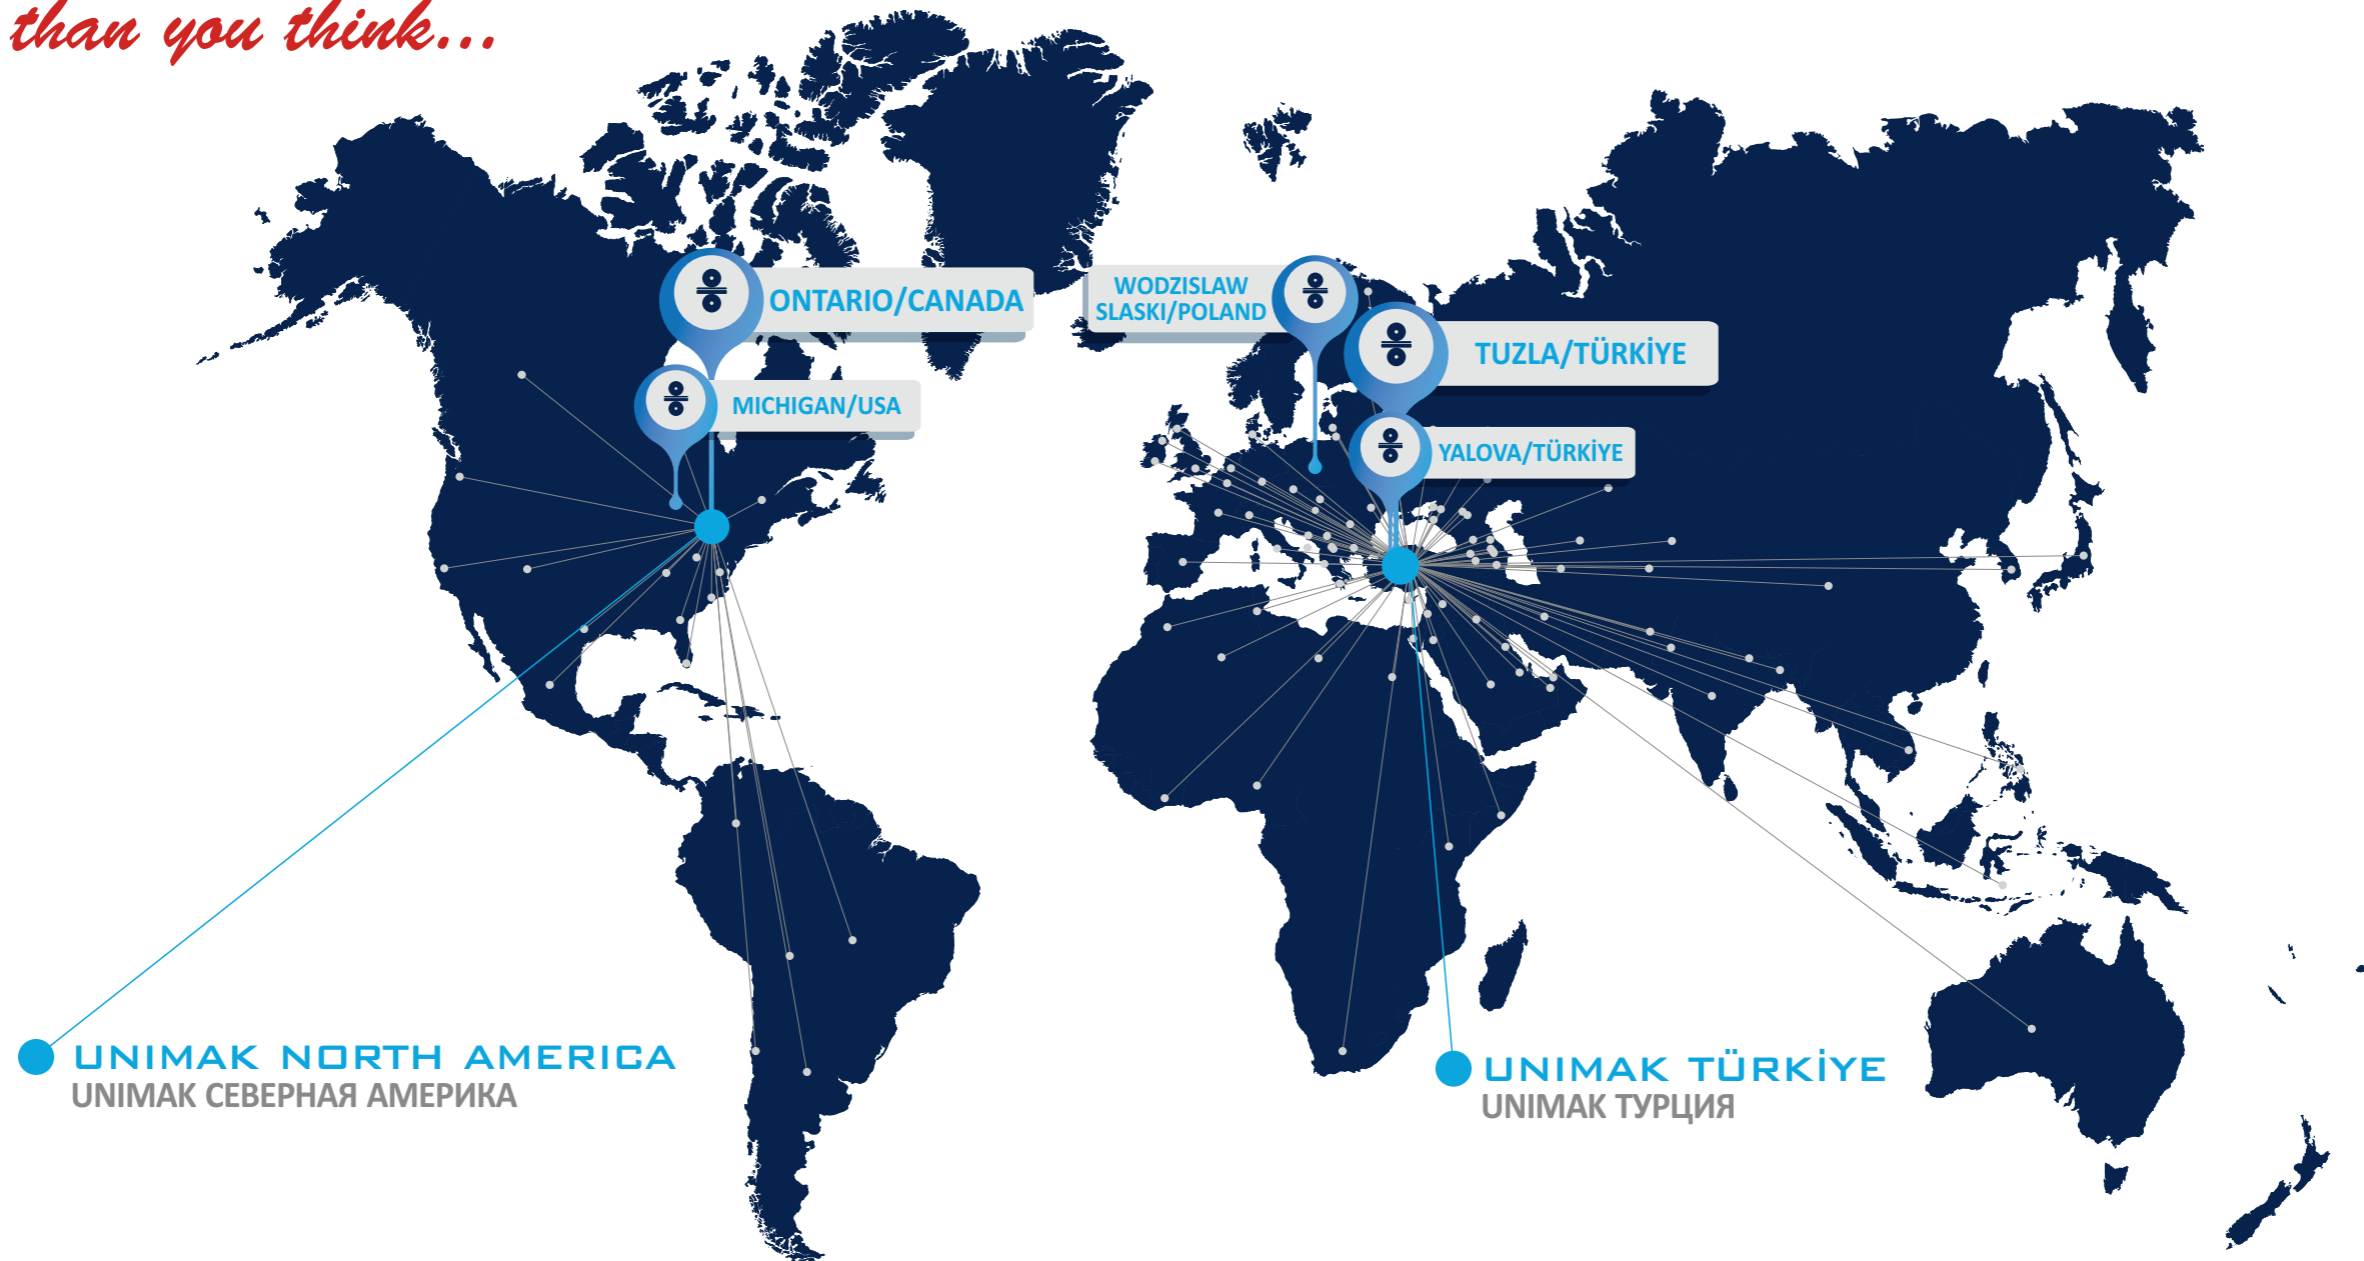 than you think...
ONTARIO/CANADA
MICHIGAN/USA
WODZISLAW
SLASKI/POLAND
TUZLA/TÜRKİYE
YALOVA/TÜRKİYE
UNIMAK NORTH AMERICA
UNIMAK СЕВЕРНАЯ АМЕРИКА
UNIMAK TÜRKİYE
UNIMAK ТУРЦИЯ